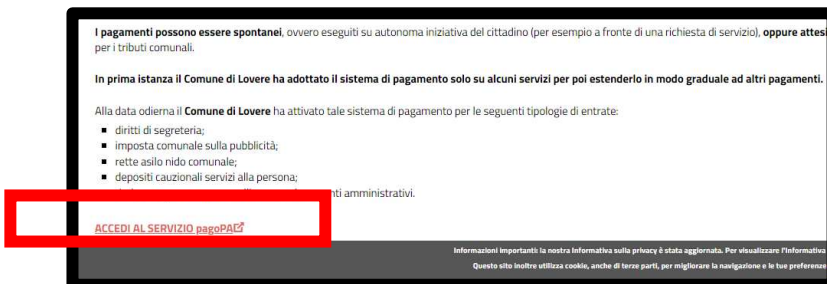 I pagamenti possono essere spontanei, ovvero eseguiti su autonoma iniziativa del cittadino (per esempio a fronte di una richiesta di servizio), oppure attesi
per i tributi comunali.
In prima istanza il Comune di Lovere ha adottato il sistema di pagamento solo su alcuni servizi per poi estenderlo in modo graduale ad altri pagamenti.
Alla data odierna il Comune di Lovere ha attivato tale sistema di pagamento per le seguenti tipologie di entrate:
▪ diritti di segreteria;
▪ imposta comunale sulla pubblicità;
▪ rette asilo nido comunale;
▪ depositi cauzionali servizi alla persona;
nti amministrativi.
ACCEDI AL SERVIZIO pagoPA
Informazioni importanti: la nostra Informativa sulla privacy è stata aggiornata. Per visualizzare l'Informativa
Questo sito inoltre utilizza cookie, anche di terze parti, per migliorare la navigazione e le tue preferenze